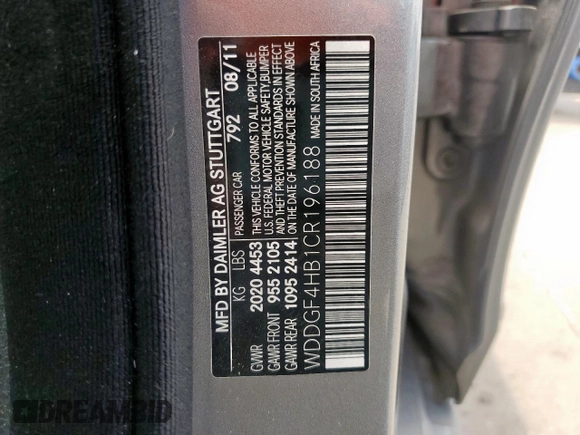 MFD BY DAIMLER AG STUTTGART
PASSENGER CAR 792 08/11
KG LBS THIS VEHICLE CONFORMS TO ALL APPLICABLE
GVWR 2020 4453 U.S. FEDERAL MOTOR VEHICLE SAFETY,BUMPER
GAWR FRONT 955 2105 AND THEFT PREVENTION STANDARDS IN EFFECT
GAWR REAR 1095 2414 ON THE DATE OF MANUFACTURE SHOWN ABOVE
WDDGF4HB1CR196188 MADE IN SOUTH AFRICA
DREAMBID